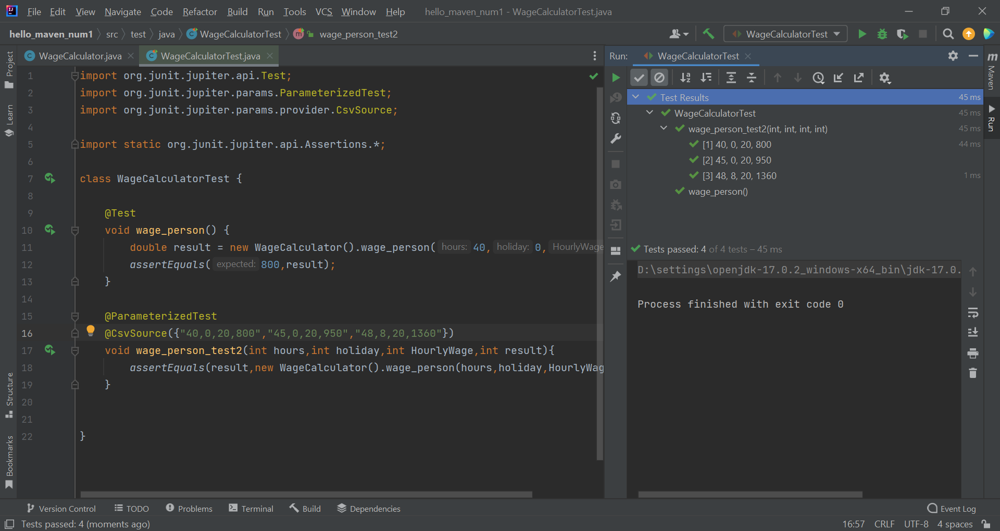 File Edit View Navigate Code Refactor Build Run Tools VCS Window Help hello_maven_num1 - WageCalculatorTest.java
hello_maven_num1 src test java WageCalculatorTest wage_person_test2
WageCalculatorTest
Project
Learn
Structure
Bookmarks
WageCalculator.java WageCalculatorTest.java
1 import org.junit.jupiter.api.Test;
2 import org.junit.jupiter.params.ParameterizedTest;
3 import org.junit.jupiter.params.provider.CsvSource;
4
5 import static org.junit.jupiter.api.Assertions.*;
6
7 class WageCalculatorTest {
8
9 @Test
10 void wage_person() {
11 double result = new WageCalculator().wage_person( hours: 40, holiday: 0, HourlyWage
12 assertEquals( expected: 800,result);
13 }
14
15 @ParameterizedTest
16 @CsvSource({"40,0,20,800","45,0,20,950","48,8,20,1360"})
17 void wage_person_test2(int hours,int holiday,int HourlyWage,int result){
18 assertEquals(result,new WageCalculator().wage_person(hours,holiday,HourlyWag
19 }
20
21
22 }
Run: WageCalculatorTest
Test Results 45 ms
WageCalculatorTest 45 ms
wage_person_test2(int, int, int, int) 45 ms
[1] 40, 0, 20, 800 44 ms
[2] 45, 0, 20, 950
[3] 48, 8, 20, 1360 1 ms
wage_person()
Tests passed: 4 of 4 tests – 45 ms
D:\settings\openjdk-17.0.2_windows-x64_bin\jdk-17.0.
Process finished with exit code 0
m
Maven
Run
Version Control TODO Problems Terminal Build Dependencies Event Log
Tests passed: 4 (moments ago) 16:57 CRLF UTF-8 4 spaces